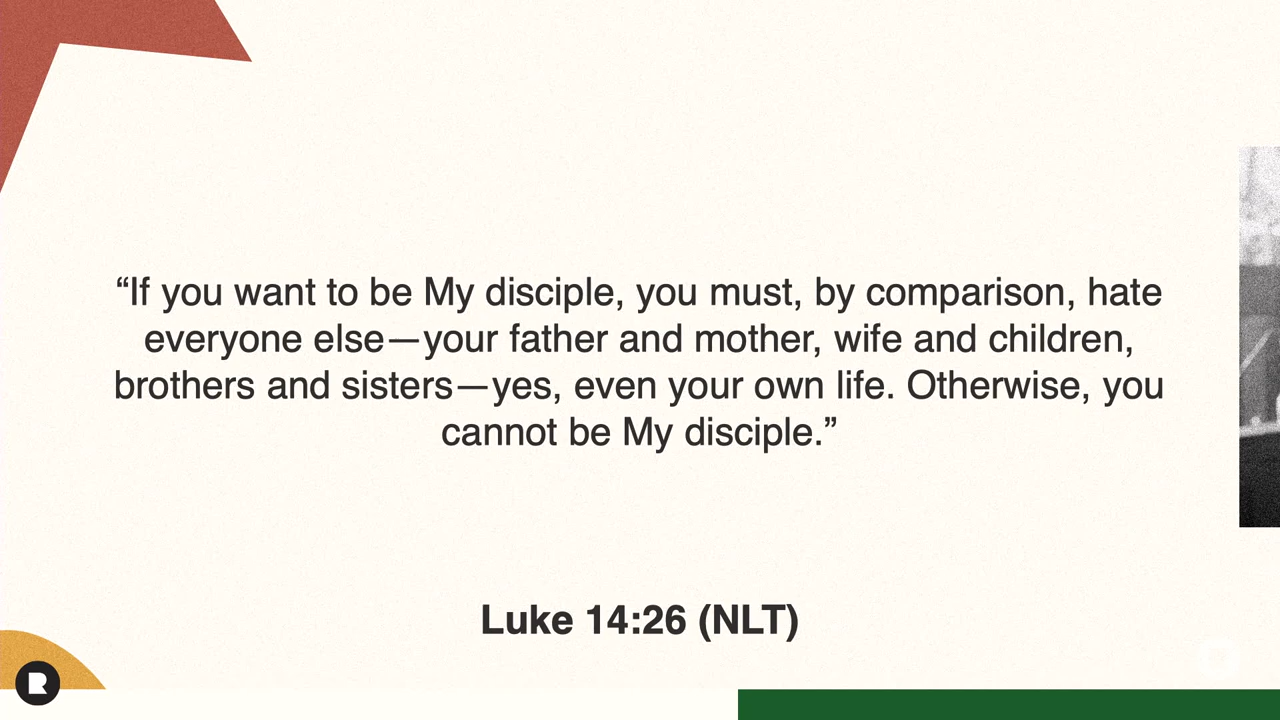 “If you want to be My disciple, you must, by comparison, hate
everyone else—your father and mother, wife and children,
brothers and sisters—yes, even your own life. Otherwise, you
cannot be My disciple.”
Luke 14:26 (NLT)
R